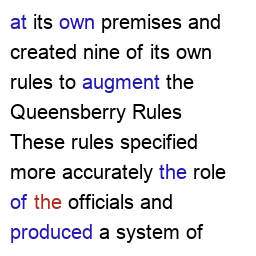 at its own premises and
created nine of its own
rules to augment the
Queensberry Rules
These rules specified
more accurately the role
of the officials and
produced a system of